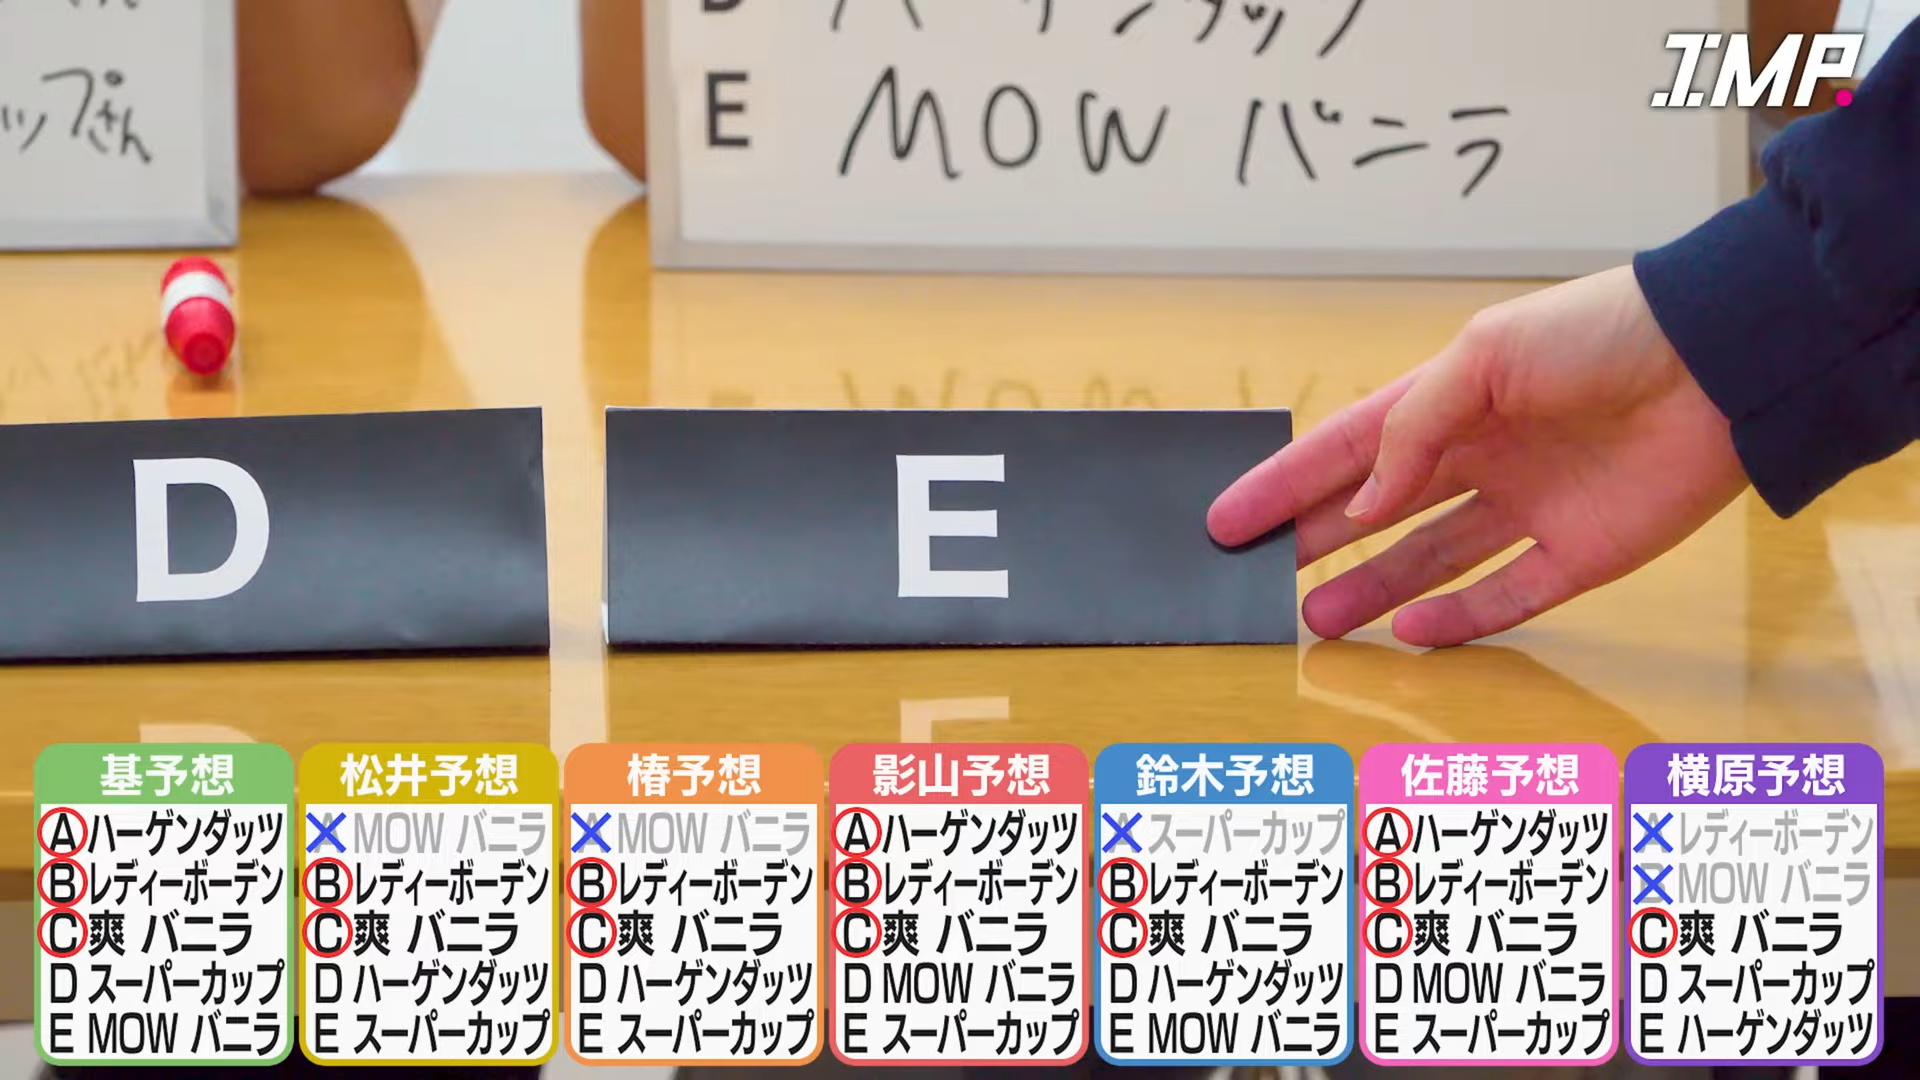 IMP.
E MOW バニラ
プさん
D
E
基予想
A ハーゲンダッツ
B レディーボーデン
C 爽 バニラ
D スーパーカップ
E MOW バニラ
松井予想
A MOW バニラ
B レディーボーデン
C 爽 バニラ
D ハーゲンダッツ
E スーパーカップ
椿予想
A MOW バニラ
B レディーボーデン
C 爽 バニラ
D ハーゲンダッツ
E スーパーカップ
影山予想
A ハーゲンダッツ
B レディーボーデン
C 爽 バニラ
D MOW バニラ
E スーパーカップ
鈴木予想
A スーパーカップ
B レディーボーデン
C 爽 バニラ
D ハーゲンダッツ
E MOW バニラ
佐藤予想
A ハーゲンダッツ
B レディーボーデン
C 爽 バニラ
D MOW バニラ
E スーパーカップ
横原予想
A レディーボーデン
B MOW バニラ
C 爽 バニラ
D スーパーカップ
E ハーゲンダッツ